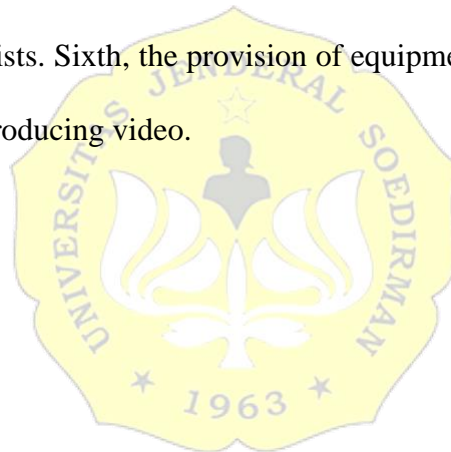 ists. Sixth, the provision of equipme
roducing video.
UNIVERSITAS JENDERAL SOEDIRMAN
★ 1963 ★